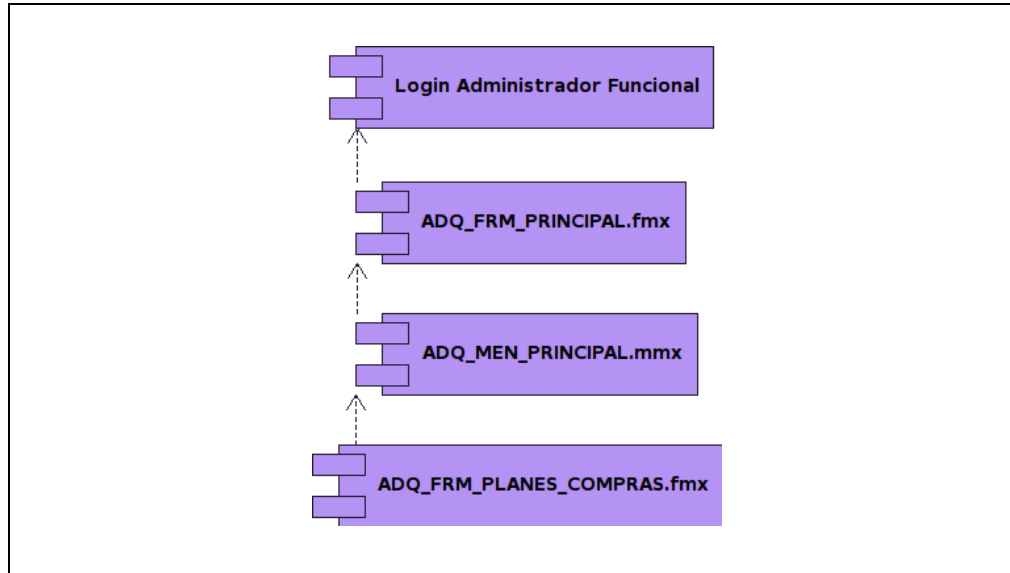 Login Administrador Funcional
ADQ_FRM_PRINCIPAL.fmx
ADQ_MEN_PRINCIPAL.mmx
ADQ_FRM_PLANES_COMPRAS.fmx